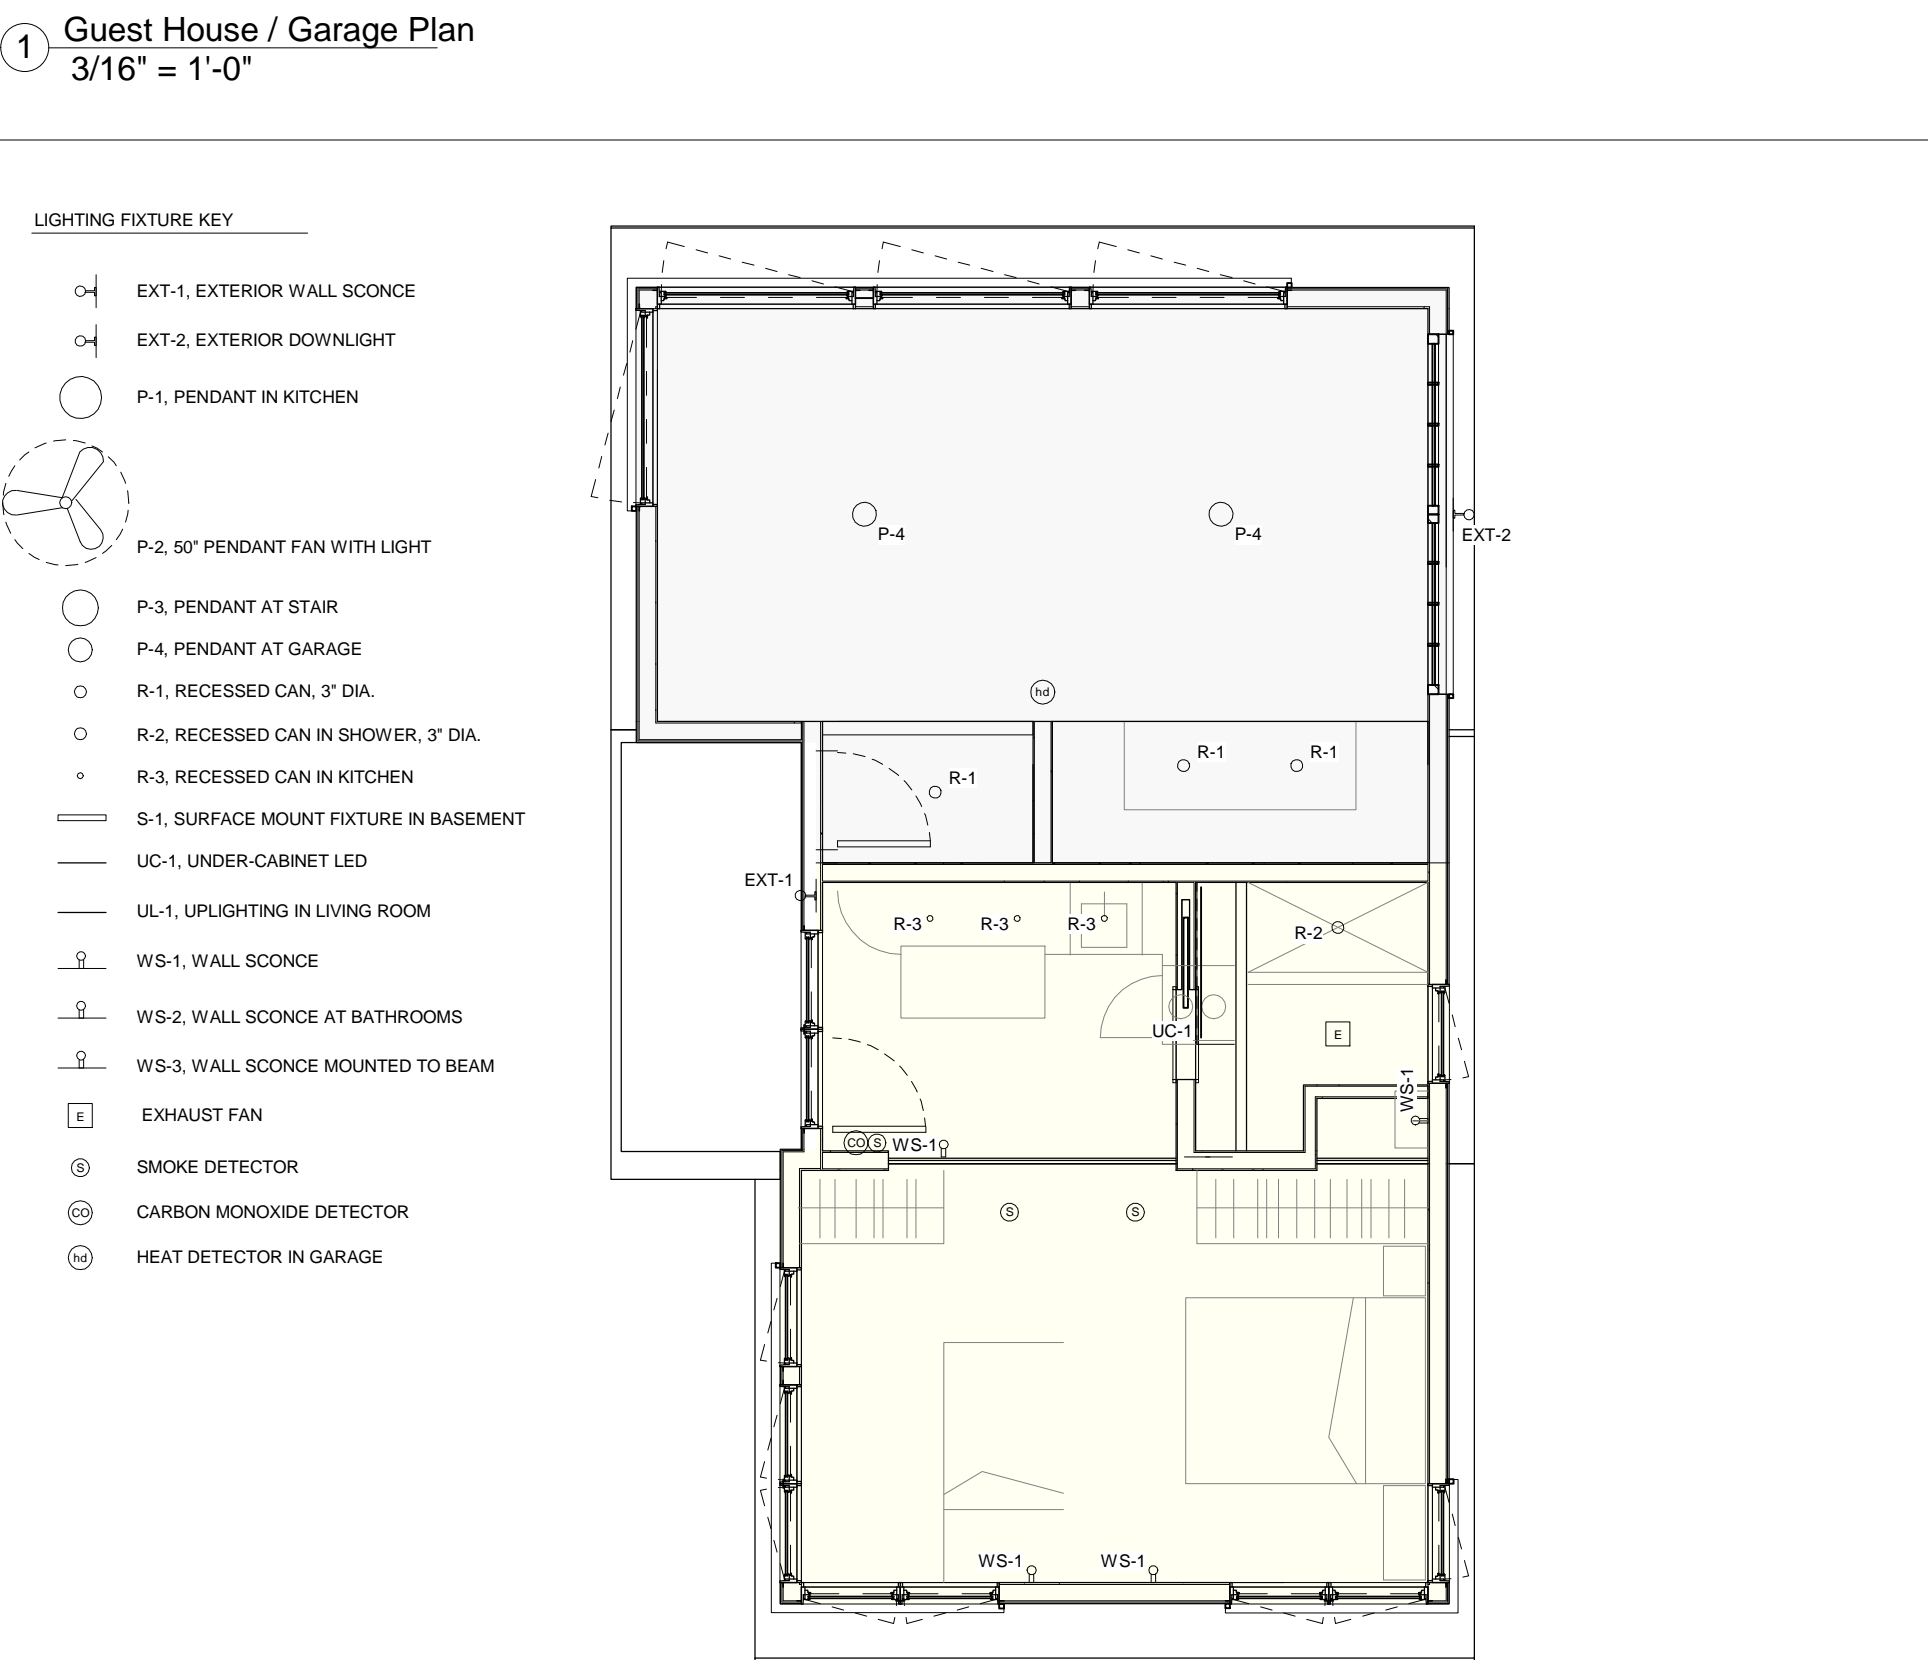 1
Guest House / Garage Plan
3/16" = 1'-0"
LIGHTING FIXTURE KEY
EXT-1, EXTERIOR WALL SCONCE
EXT-2, EXTERIOR DOWNLIGHT
P-1, PENDANT IN KITCHEN
P-2, 50" PENDANT FAN WITH LIGHT
P-3, PENDANT AT STAIR
P-4, PENDANT AT GARAGE
R-1, RECESSED CAN, 3" DIA.
R-2, RECESSED CAN IN SHOWER, 3" DIA.
R-3, RECESSED CAN IN KITCHEN
S-1, SURFACE MOUNT FIXTURE IN BASEMENT
UC-1, UNDER-CABINET LED
UL-1, UPLIGHTING IN LIVING ROOM
WS-1, WALL SCONCE
WS-2, WALL SCONCE AT BATHROOMS
WS-3, WALL SCONCE MOUNTED TO BEAM
E EXHAUST FAN
S SMOKE DETECTOR
CO CARBON MONOXIDE DETECTOR
hd HEAT DETECTOR IN GARAGE
P-4 P-4 EXT-2
hd
R-1 R-1
R-1
EXT-1
R-3 R-3 R-3 R-2
UC-1 E
WS-1
CO S WS-1
S S
WS-1 WS-1